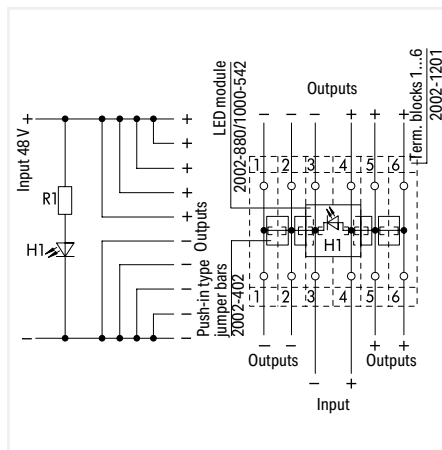 +
Input 48 V
R1
H1
−
+
+
+
+
+
Outputs
−
−
−
−
−
Push-in type
jumper bars
2002-402
LED module
2002-880/1000-542
Term. blocks 1...6
2002-1201
Outputs
− − − + + +
1 2 3 4 5 6
H1
1 2 3 4 5 6
− − + +
Outputs Outputs
− +
Input